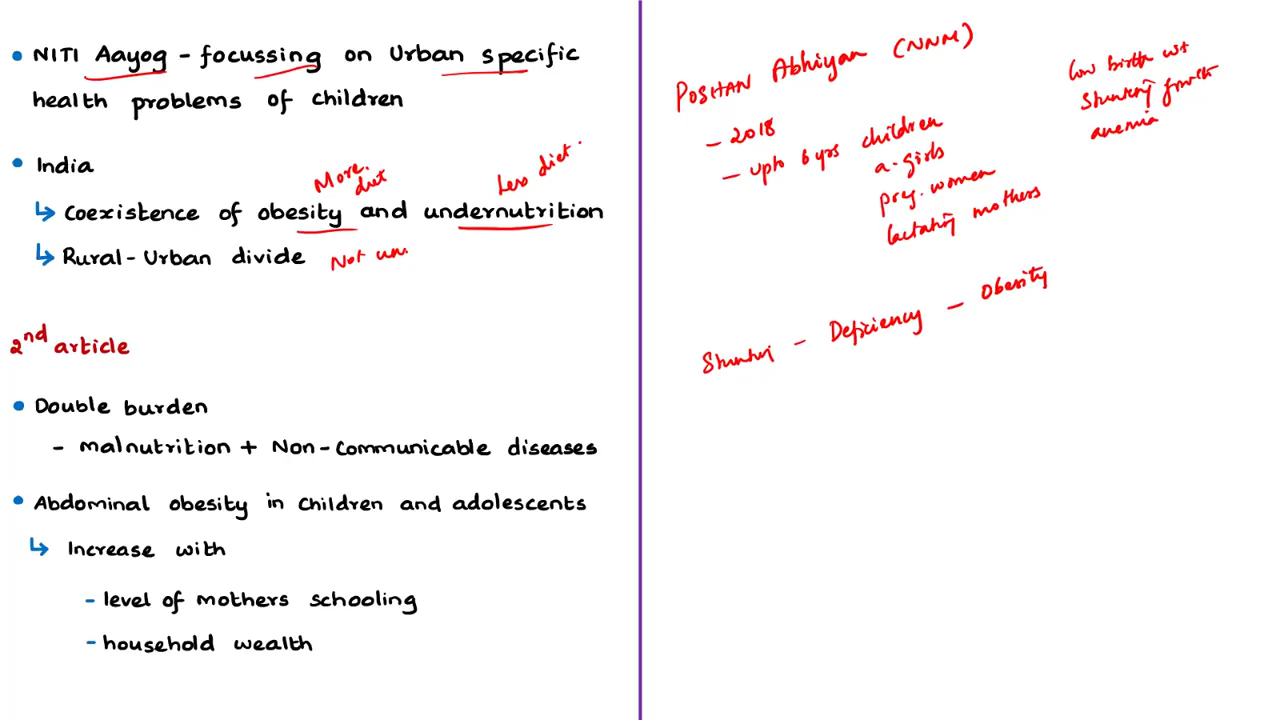 NITI Aayog - focussing on Urban specific
health problems of children
India
More diet
Less diet.
↳ Coexistence of obesity and undernutrition
↳ Rural-Urban divide Not
2nd article
Double burden
- malnutrition + Non-Communicable diseases
Abdominal obesity in Children and adolescents
↳ Increase with
- level of mothers schooling
- household wealth
POSHAN Abhiyan (NNM)
- 2018
- upto 6 yrs children
a. girls
preg. women
lactating mothers
low birth wt
Stunting growth
anemia
- Deficiency - Obesity